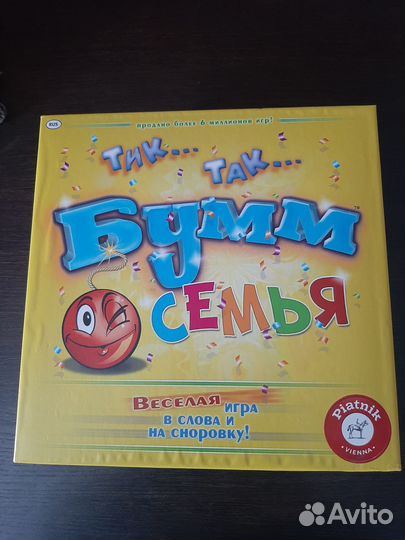 RUS
продано более 6 миллионов игр!
ТИК...
ТАК...
БУММ
СЕМЬЯ
ВЕСЕЛАЯ ИГРА
В СЛОВА И
НА СНОРОВКУ!
Piatnik
VIENNA
Avito